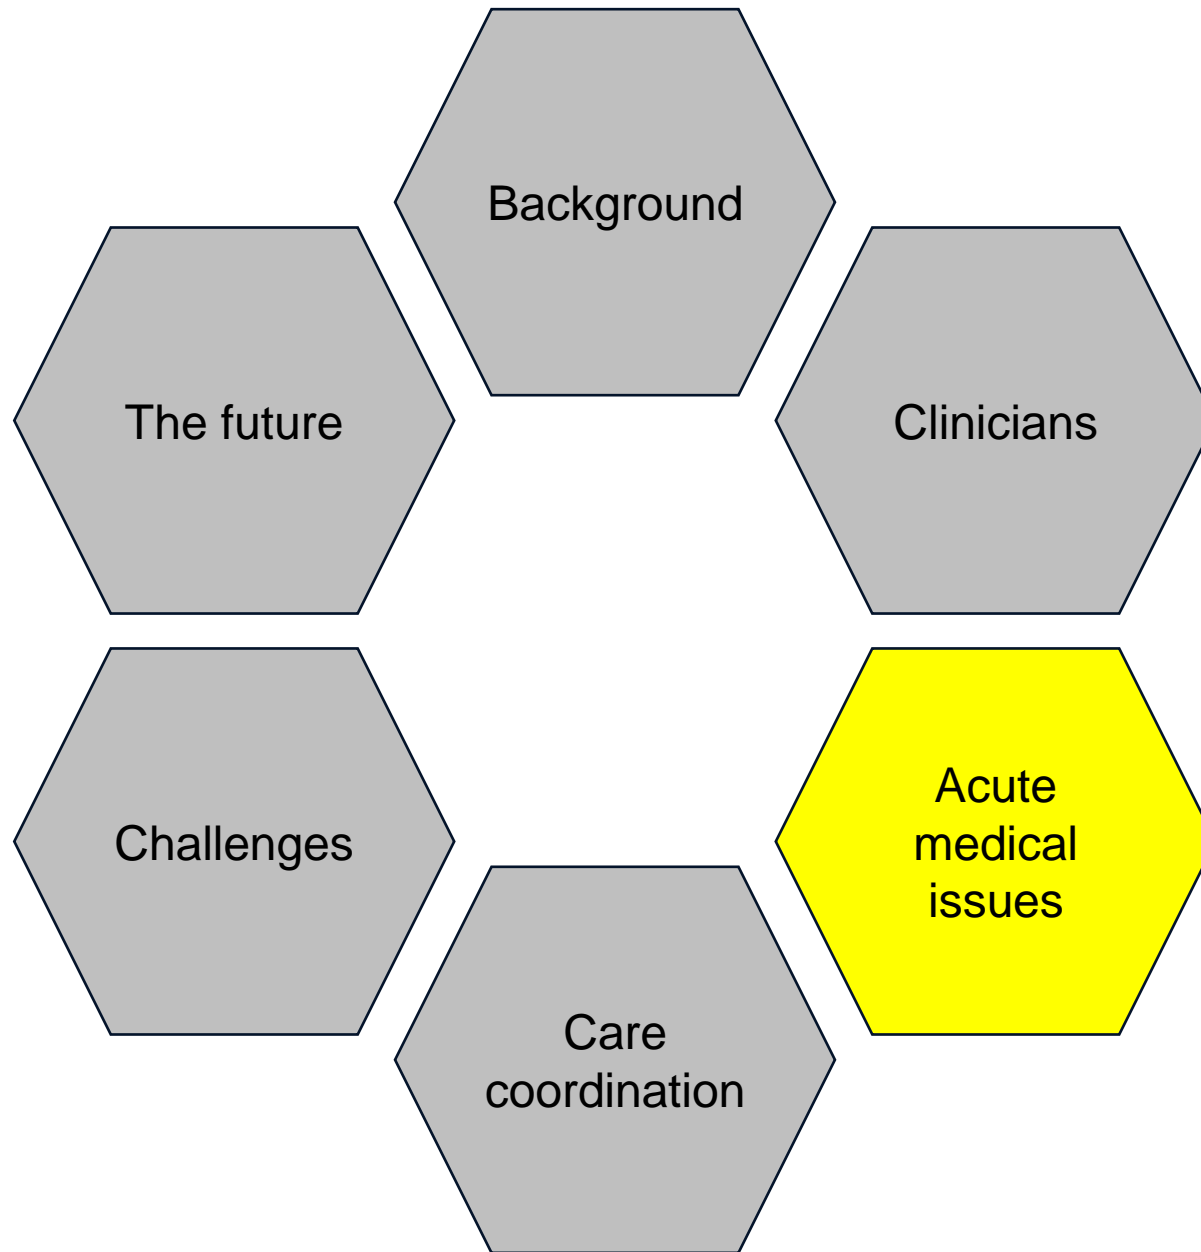 Background
The future
Clinicians
Challenges
Acute
medical
issues
Care
coordination